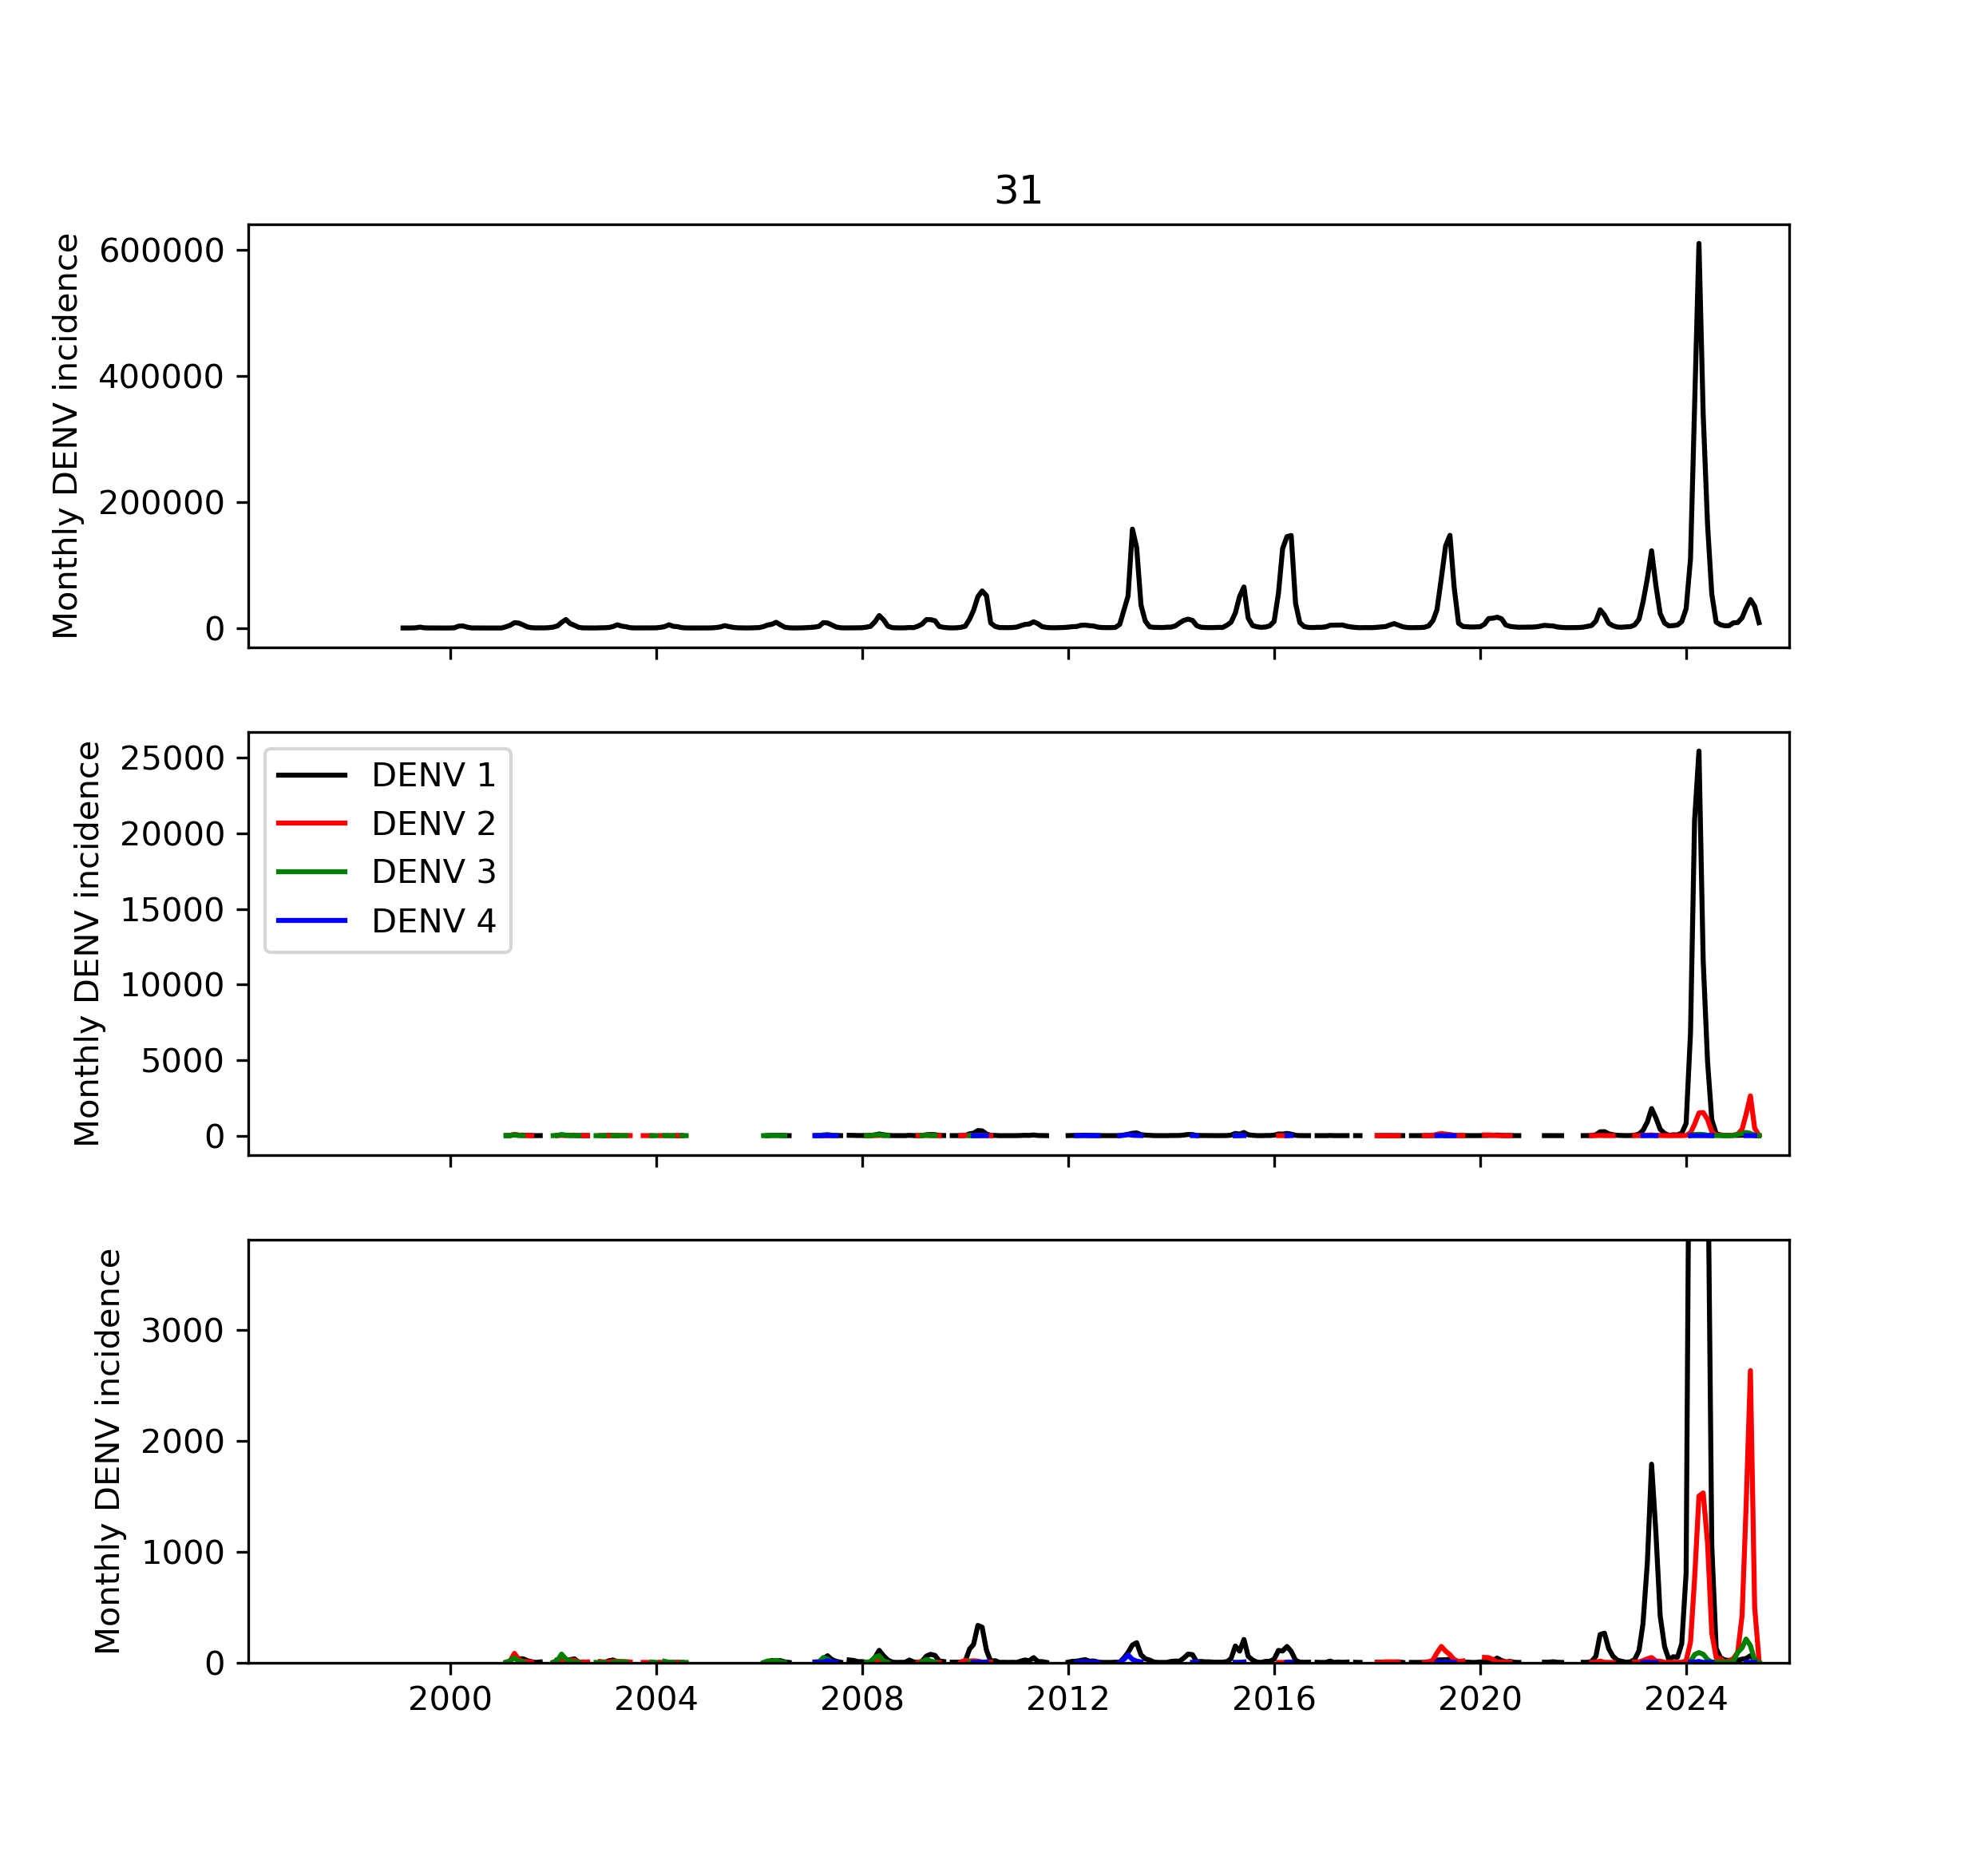 31
Monthly DENV incidence
600000
400000
200000
0
Monthly DENV incidence
25000
20000
15000
10000
5000
0
DENV 1
DENV 2
DENV 3
DENV 4
Monthly DENV incidence
3000
2000
1000
0
2000 2004 2008 2012 2016 2020 2024